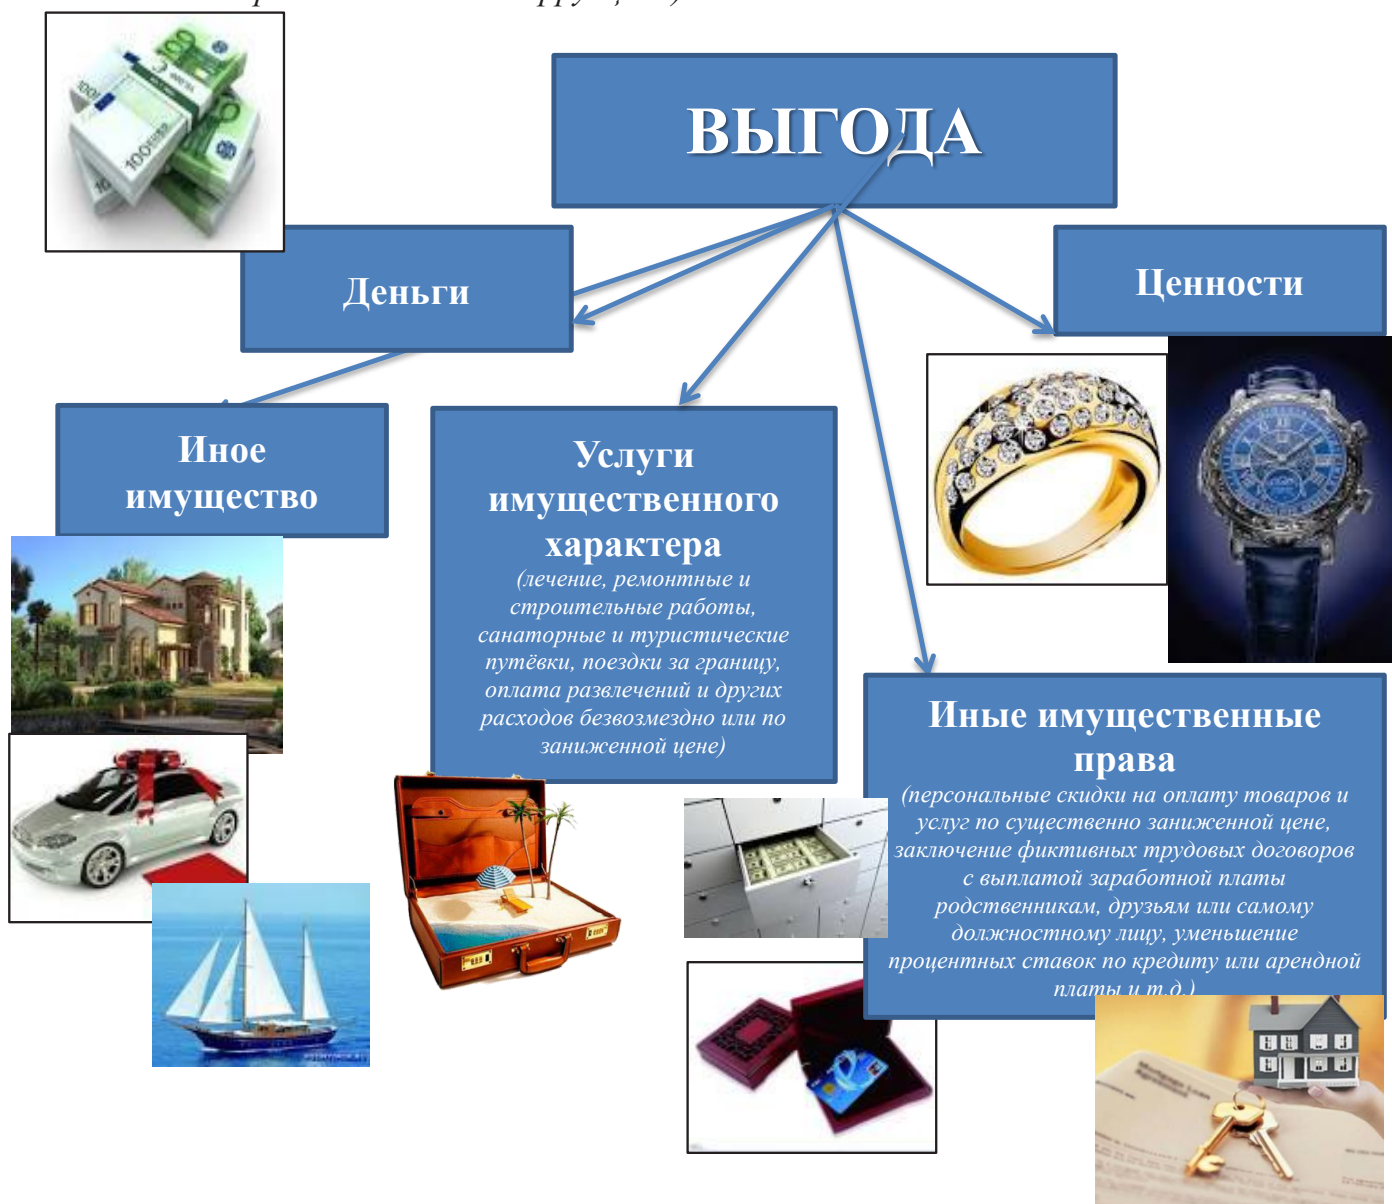 ВЫГОДА
Деньги
Ценности
Иное
имущество
Услуги
имущественного
характера
(лечение, ремонтные и
строительные работы,
санаторные и туристические
путёвки, поездки за границу,
оплата развлечений и других
расходов безвозмездно или по
заниженной цене)
Иные имущественные
права
(персональные скидки на оплату товаров и
услуг по существенно заниженной цене,
заключение фиктивных трудовых договоров
с выплатой заработной платы
родственникам, друзьям или самому
должностному лицу, уменьшение
процентных ставок по кредиту или арендной
платы и т.д.)
100
100